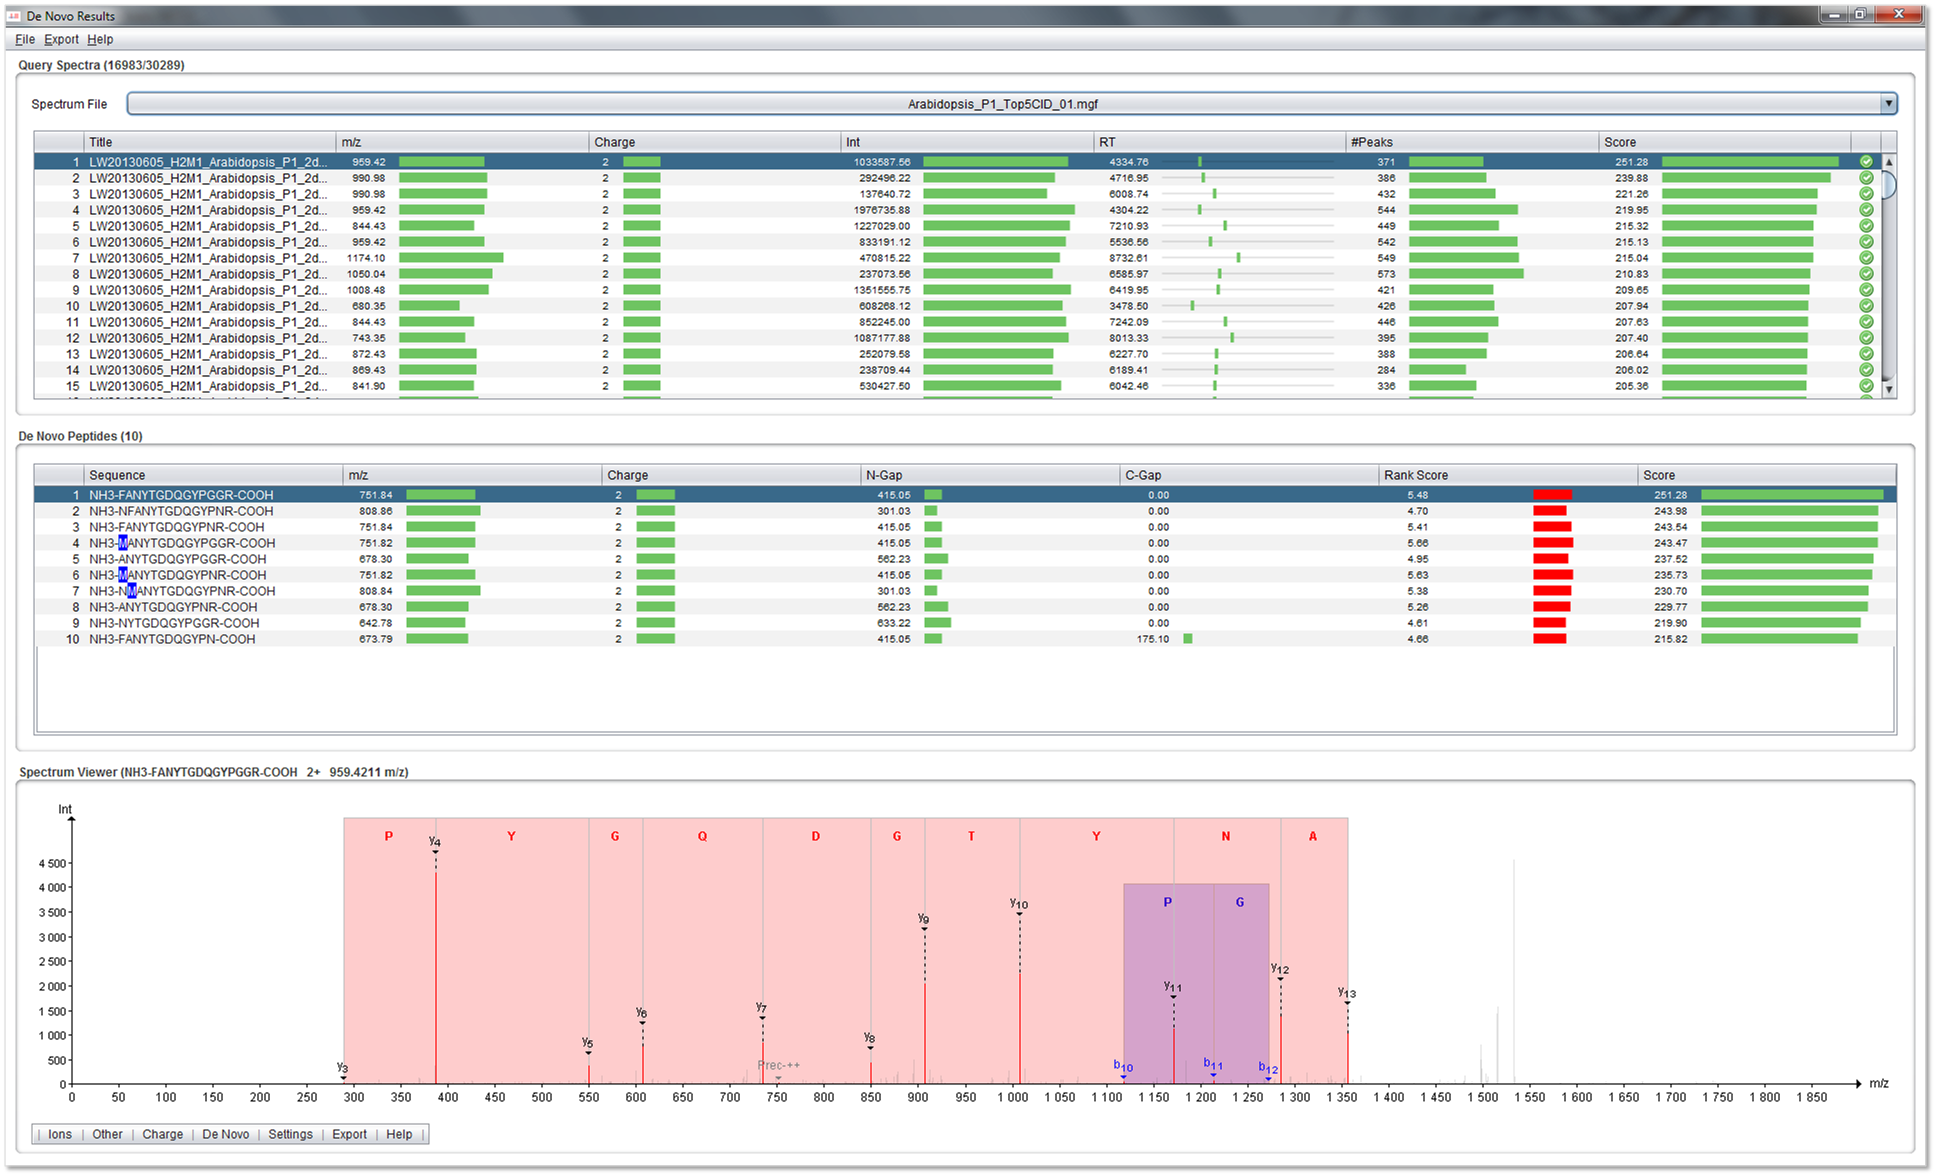 De Novo Results
File Export Help
Query Spectra (16983/30289)
Spectrum File Arabidopsis_P1_Top5CID_01.mgf
Title m/z Charge Int RT #Peaks Score
1 LW20130605_H2M1_Arabidopsis_P1_2d... 959.42 2 1033587.56 4334.76 371 251.28
2 LW20130605_H2M1_Arabidopsis_P1_2d... 990.98 2 292496.22 4716.95 386 239.88
3 LW20130605_H2M1_Arabidopsis_P1_2d... 990.98 2 137640.72 6008.74 432 221.26
4 LW20130605_H2M1_Arabidopsis_P1_2d... 959.42 2 1976735.88 4304.22 544 219.95
5 LW20130605_H2M1_Arabidopsis_P1_2d... 844.43 2 1227029.00 7210.93 449 215.32
6 LW20130605_H2M1_Arabidopsis_P1_2d... 959.42 2 833191.12 5536.56 542 215.13
7 LW20130605_H2M1_Arabidopsis_P1_2d... 1174.10 2 470815.22 8732.61 549 215.04
8 LW20130605_H2M1_Arabidopsis_P1_2d... 1050.04 2 237073.56 6585.97 573 210.83
9 LW20130605_H2M1_Arabidopsis_P1_2d... 1008.48 2 1351555.75 6419.95 421 209.65
10 LW20130605_H2M1_Arabidopsis_P1_2d... 680.35 2 608268.12 3478.50 426 207.94
11 LW20130605_H2M1_Arabidopsis_P1_2d... 844.43 2 852245.00 7242.09 446 207.63
12 LW20130605_H2M1_Arabidopsis_P1_2d... 743.35 2 1087177.88 8013.33 395 207.40
13 LW20130605_H2M1_Arabidopsis_P1_2d... 872.43 2 252079.58 6227.70 388 206.64
14 LW20130605_H2M1_Arabidopsis_P1_2d... 869.43 2 238709.44 6189.41 284 206.02
15 LW20130605_H2M1_Arabidopsis_P1_2d... 841.90 2 530427.50 6042.46 336 205.36
De Novo Peptides (10)
Sequence m/z Charge N-Gap C-Gap Rank Score Score
1 NH3-FANYTGDQGYPGGR-COOH 751.84 2 415.05 0.00 5.48 251.28
2 NH3-NFANYTGDQGYPNR-COOH 808.86 2 301.03 0.00 4.70 243.98
3 NH3-FANYTGDQGYPNR-COOH 751.84 2 415.05 0.00 5.41 243.54
4 NH3-MANYTGDQGYPGGR-COOH 751.82 2 415.05 0.00 5.66 243.47
5 NH3-ANYTGDQGYPGGR-COOH 678.30 2 562.23 0.00 4.95 237.52
6 NH3-MANYTGDQGYPNR-COOH 751.82 2 415.05 0.00 5.63 235.73
7 NH3-NMANYTGDQGYPNR-COOH 808.84 2 301.03 0.00 5.38 230.70
8 NH3-ANYTGDQGYPNR-COOH 678.30 2 562.23 0.00 5.26 229.77
9 NH3-NYTGDQGYPGGR-COOH 642.78 2 633.22 0.00 4.61 219.90
10 NH3-FANYTGDQGYPN-COOH 673.79 2 415.05 175.10 4.66 215.82
Spectrum Viewer (NH3-FANYTGDQGYPGGR-COOH 2+ 959.4211 m/z)
Int
P Y G Q D G T Y N A
y4
4 500
4 000
P G
y10
3 500
y9
3 000
2 500
y12
2 000
y11 y13
1 500
y6 y7
1 000
y5 y8
500
y3 Prec-++ b10 b11 b12
0
m/z
0 50 100 150 200 250 300 350 400 450 500 550 600 650 700 750 800 850 900 950 1 000 1 050 1 100 1 150 1 200 1 250 1 300 1 350 1 400 1 450 1 500 1 550 1 600 1 650 1 700 1 750 1 800 1 850
| Ions | Other | Charge | De Novo | Settings | Export | Help |